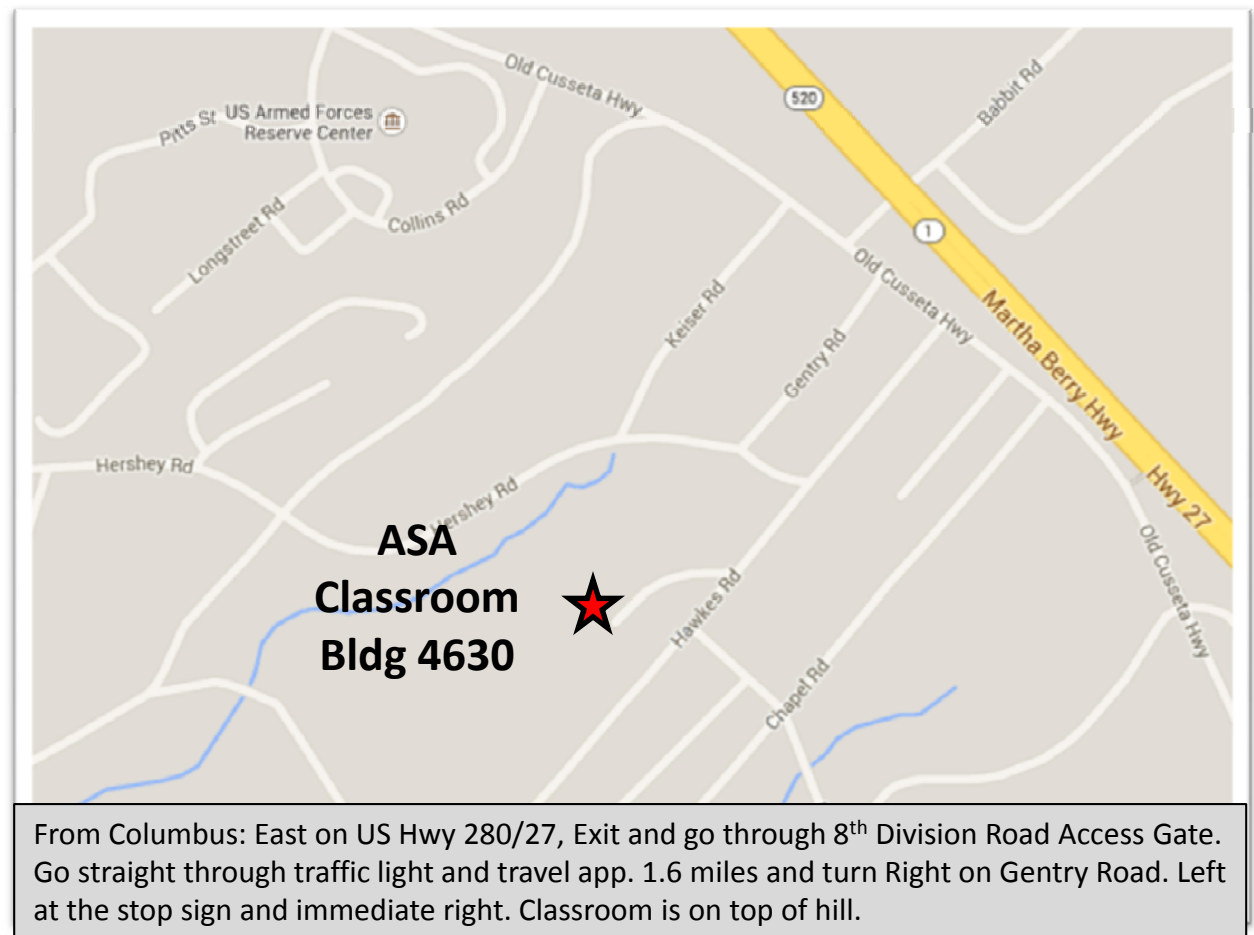 Old Cusseta Hwy
520
Babbit Rd
Pitts St
US Armed Forces
Reserve Center
Longstreet Rd
Collins Rd
1
Old Cusseta Hwy
Martha Berry Hwy
Keiser Rd
Gentry Rd
Hershey Rd
Hwy 27
Hershey Rd
Old Cusseta Hwy
ASA
Classroom
Bldg 4630
Hawkes Rd
Chapel Rd
From Columbus: East on US Hwy 280/27, Exit and go through 8th Division Road Access Gate.
Go straight through traffic light and travel app. 1.6 miles and turn Right on Gentry Road. Left
at the stop sign and immediate right. Classroom is on top of hill.